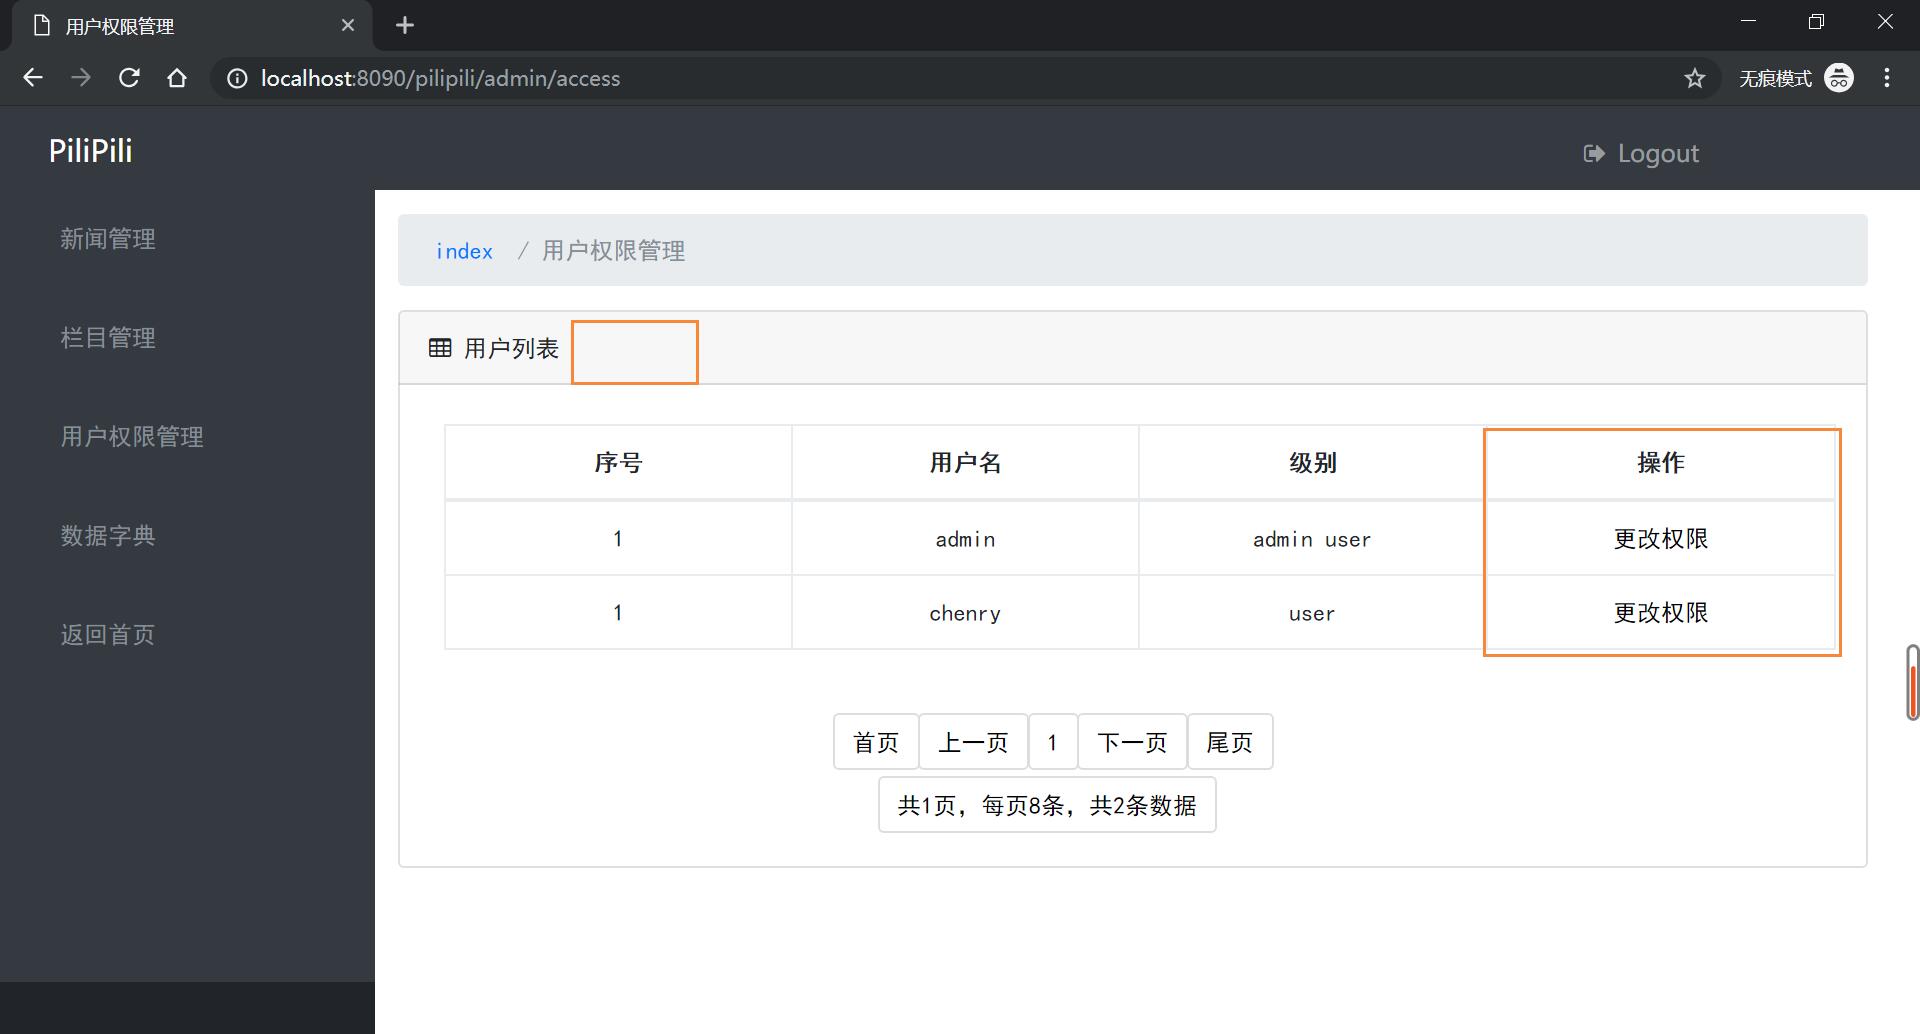 用户权限管理
localhost:8090/pilipili/admin/access
无痕模式
PiliPili
Logout
新闻管理
栏目管理
用户权限管理
数据字典
返回首页
index / 用户权限管理
用户列表
序号 用户名 级别 操作
1 admin admin user 更改权限
1 chenry user 更改权限
首页 上一页 1 下一页 尾页
共1页，每页8条，共2条数据